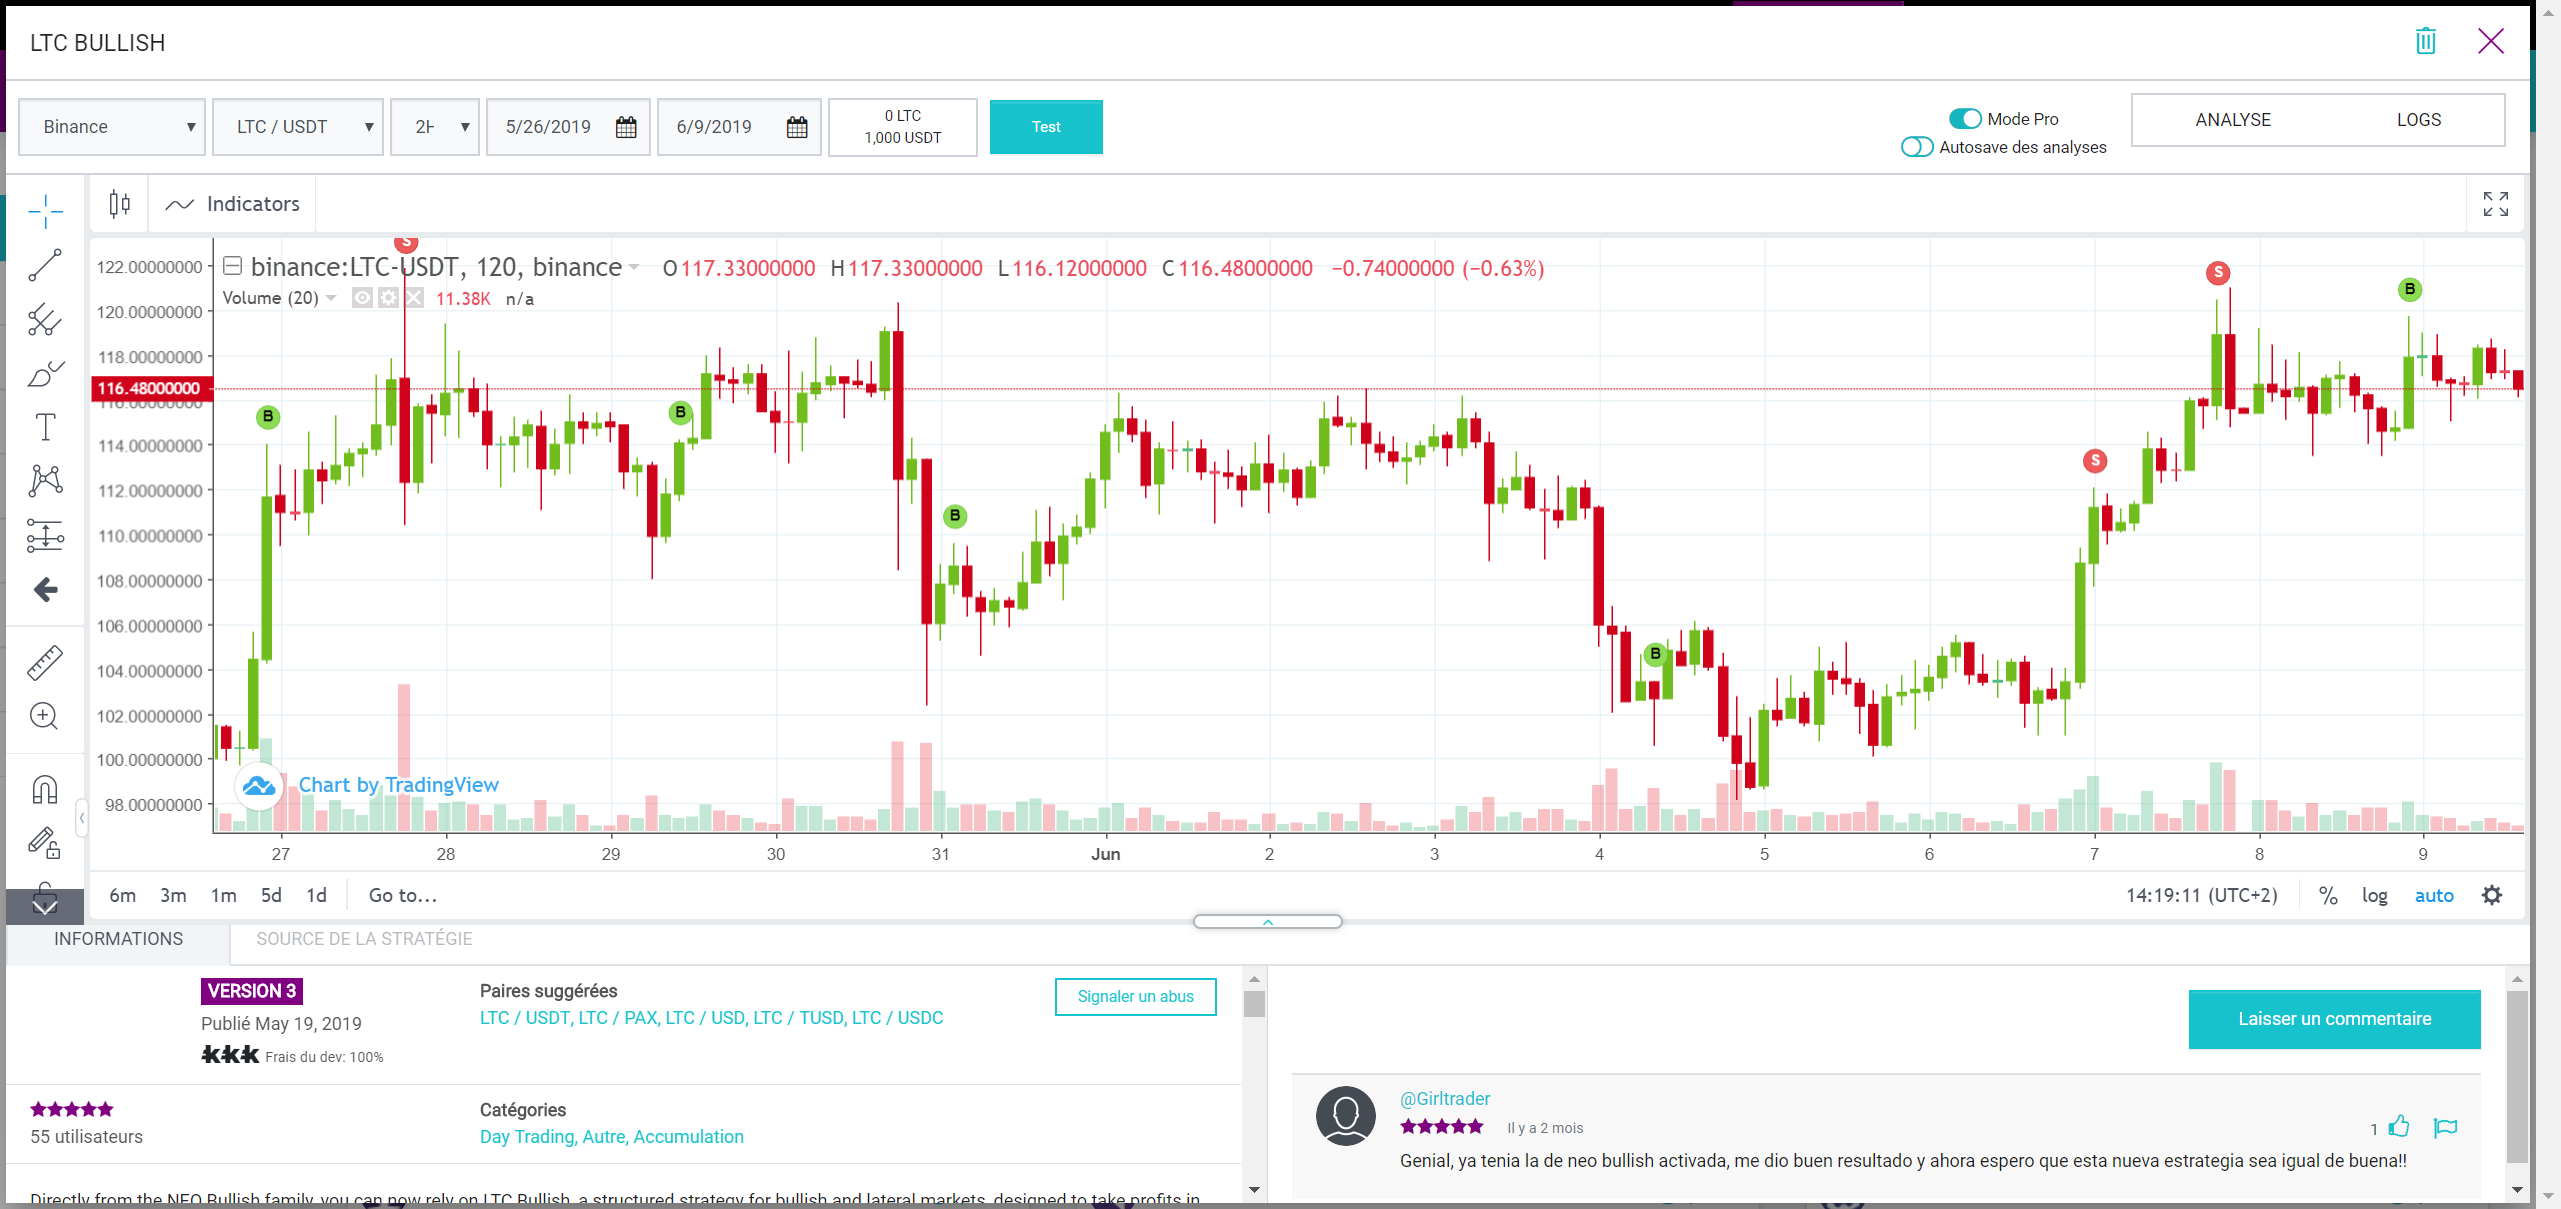 LTC BULLISH
Binance
LTC / USDT
2H
5/26/2019
6/9/2019
0 LTC
1,000 USDT
Test
Mode Pro
Autosave des analyses
ANALYSE
LOGS
Indicators
binance:LTC-USDT, 120, binance O 117.33000000 H 117.33000000 L 116.12000000 C 116.48000000 −0.74000000 (−0.63%)
Volume (20) 11.38K n/a
122.00000000
120.00000000
118.00000000
116.48000000
116.00000000
114.00000000
112.00000000
110.00000000
108.00000000
106.00000000
104.00000000
102.00000000
100.00000000
98.00000000
S
B
B
B
B
S
S
B
Chart by TradingView
27 28 29 30 31 Jun 2 3 4 5 6 7 8 9
6m 3m 1m 5d 1d Go to...
14:19:11 (UTC+2) % log auto
INFORMATIONS
SOURCE DE LA STRATÉGIE
VERSION 3
Publié May 19, 2019
Frais du dev: 100%
Paires suggérées
LTC / USDT, LTC / PAX, LTC / USD, LTC / TUSD, LTC / USDC
Signaler un abus
55 utilisateurs
Catégories
Day Trading, Autre, Accumulation
Directly from the NEO Bullish family, you can now rely on LTC Bullish, a structured strategy for bullish and lateral markets, designed to take profits in
Laisser un commentaire
@Girltrader
Il y a 2 mois
1
Genial, ya tenia la de neo bullish activada, me dio buen resultado y ahora espero que esta nueva estrategia sea igual de buena!!